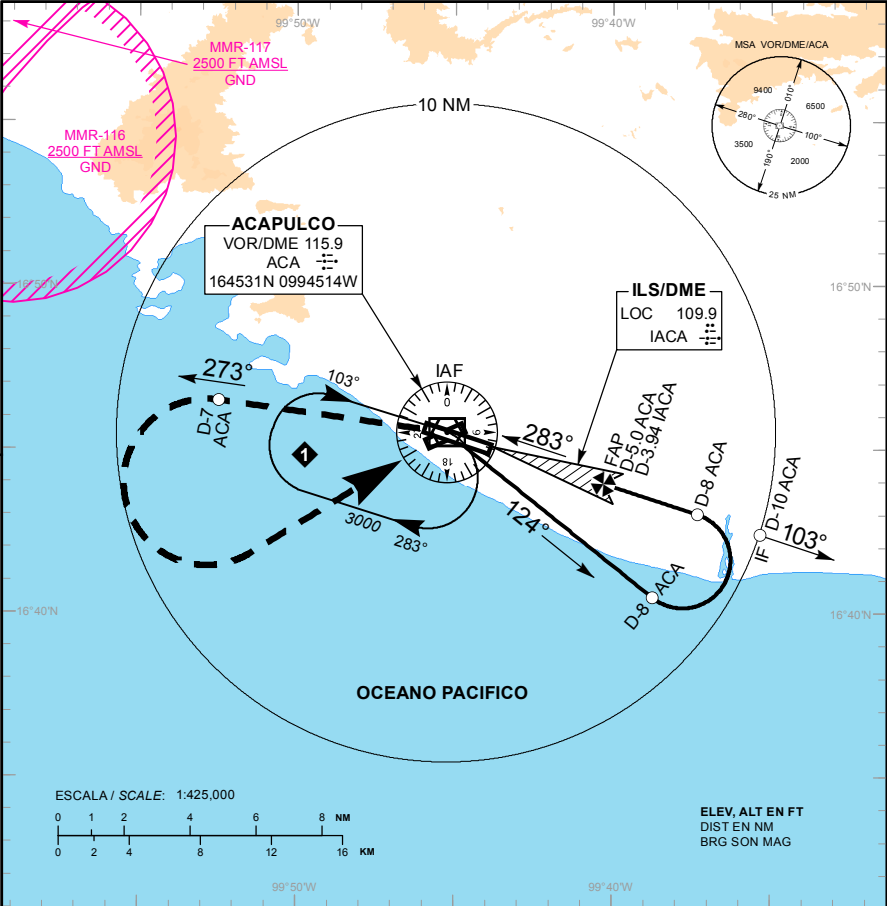 99°50'W
99°40'W
MMR-117
2500 FT AMSL
GND
MSA VOR/DME/ACA
9400
010°
6500
280°
100°
3500
190°
2000
25 NM
10 NM
MMR-116
2500 FT AMSL
GND
ACAPULCO
VOR/DME 115.9
ACA
164531N 0994514W
16°50'N
16°50'N
ILS/DME
LOC 109.9
IACA
IAF
273°
103°
D-7
ACA
0
9
18
283°
FAP
D-5.0 ACA
D-3.94 IACA
D-8 ACA
D-10 ACA
IF
103°
1
3000
283°
124°
D-8 ACA
16°40'N
16°40'N
OCEANO PACIFICO
ESCALA / SCALE: 1:425,000
0 1 2 4 6 8 NM
0 2 4 8 12 16 KM
ELEV, ALT EN FT
DIST EN NM
BRG SON MAG
99°50'W
99°40'W